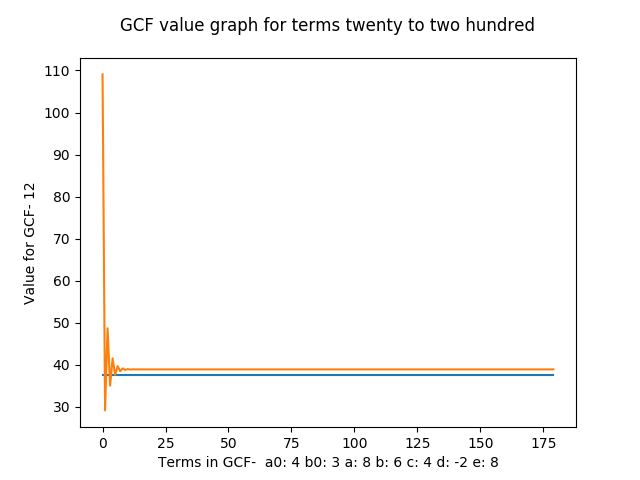 GCF value graph for terms twenty to two hundred
110
100
90
80
70
60
50
40
30
Value for GCF- 12
0 25 50 75 100 125 150 175
Terms in GCF-  a0: 4 b0: 3 a: 8 b: 6 c: 4 d: -2 e: 8